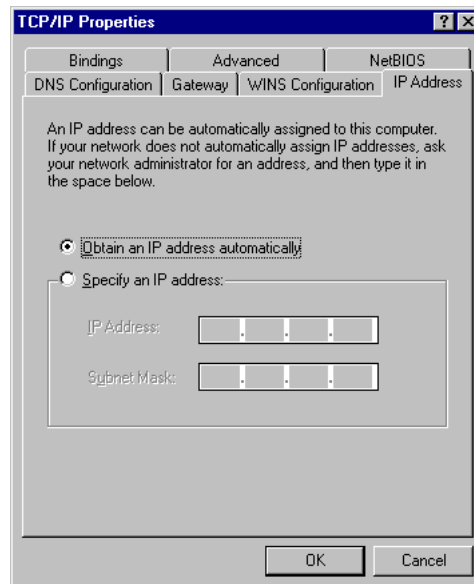 TCP/IP Properties
Bindings Advanced NetBIOS
DNS Configuration Gateway WINS Configuration IP Address
An IP address can be automatically assigned to this computer.
If your network does not automatically assign IP addresses, ask
your network administrator for an address, and then type it in
the space below.
Obtain an IP address automatically
Specify an IP address:
IP Address:
Subnet Mask:
OK Cancel